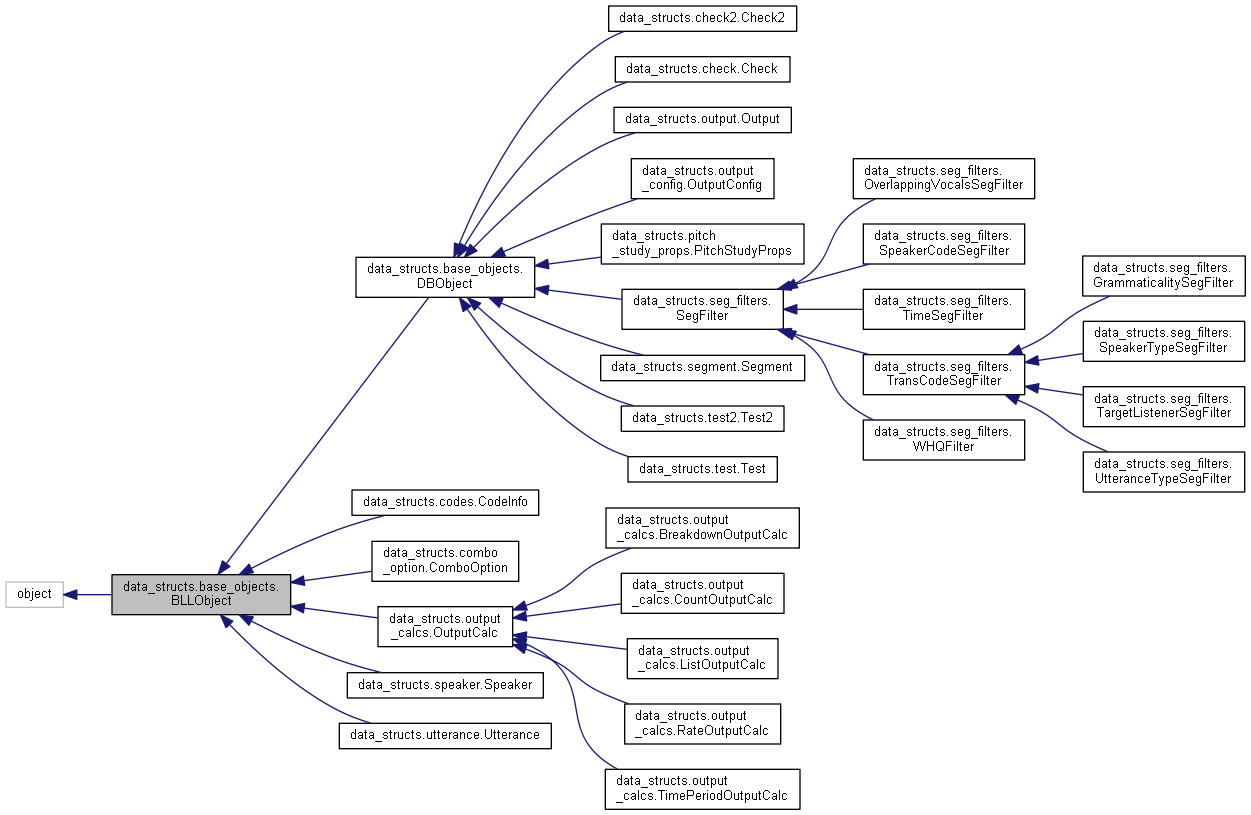 data_structs.check2.Check2
data_structs.check.Check
data_structs.output.Output
data_structs.output
_config.OutputConfig
data_structs.pitch
_study_props.PitchStudyProps
data_structs.base_objects.
DBObject
data_structs.seg_filters.
SegFilter
data_structs.segment.Segment
data_structs.test2.Test2
data_structs.test.Test
data_structs.seg_filters.
OverlappingVocalsSegFilter
data_structs.seg_filters.
SpeakerCodeSegFilter
data_structs.seg_filters.
TimeSegFilter
data_structs.seg_filters.
TransCodeSegFilter
data_structs.seg_filters.
WHQFilter
data_structs.seg_filters.
GrammaticalitySegFilter
data_structs.seg_filters.
SpeakerTypeSegFilter
data_structs.seg_filters.
TargetListenerSegFilter
data_structs.seg_filters.
UtteranceTypeSegFilter
object
data_structs.base_objects.
BLLObject
data_structs.codes.CodeInfo
data_structs.combo
_option.ComboOption
data_structs.output
_calcs.OutputCalc
data_structs.speaker.Speaker
data_structs.utterance.Utterance
data_structs.output
_calcs.BreakdownOutputCalc
data_structs.output
_calcs.CountOutputCalc
data_structs.output
_calcs.ListOutputCalc
data_structs.output
_calcs.RateOutputCalc
data_structs.output
_calcs.TimePeriodOutputCalc